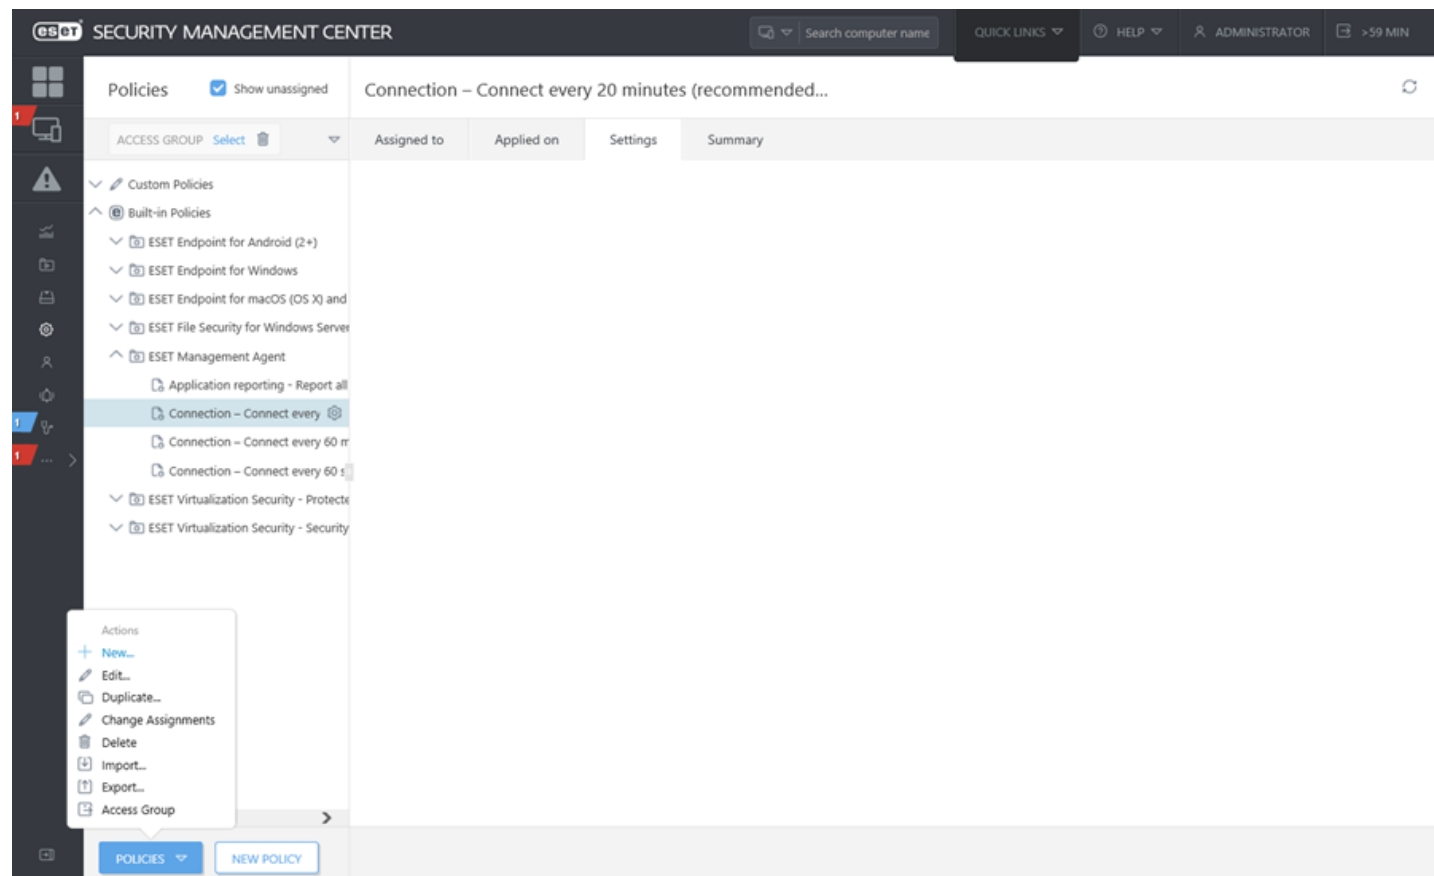 eset SECURITY MANAGEMENT CENTER
Search computer name
QUICK LINKS
HELP
ADMINISTRATOR
>59 MIN
Policies
Show unassigned
Connection – Connect every 20 minutes (recommended...
1
ACCESS GROUP Select
Assigned to
Applied on
Settings
Summary
Custom Policies
Built-in Policies
ESET Endpoint for Android (2+)
ESET Endpoint for Windows
ESET Endpoint for macOS (OS X) and
ESET File Security for Windows Server
ESET Management Agent
Application reporting - Report all
Connection – Connect every
1
Connection – Connect every 60 m
1
...
Connection – Connect every 60 s
ESET Virtualization Security - Protecte
ESET Virtualization Security - Security
Actions
New...
Edit...
Duplicate...
Change Assignments
Delete
Import...
Export...
Access Group
POLICIES
NEW POLICY